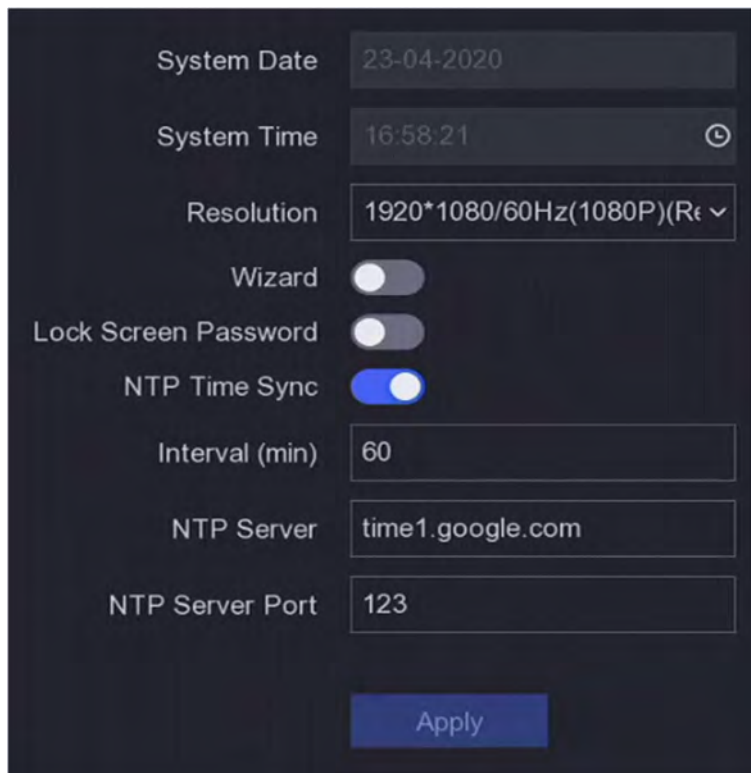 System Date 23-04-2020
System Time 16:58:21
Resolution 1920*1080/60Hz(1080P)(Re
Wizard
Lock Screen Password
NTP Time Sync
Interval (min) 60
NTP Server time1.google.com
NTP Server Port 123
Apply